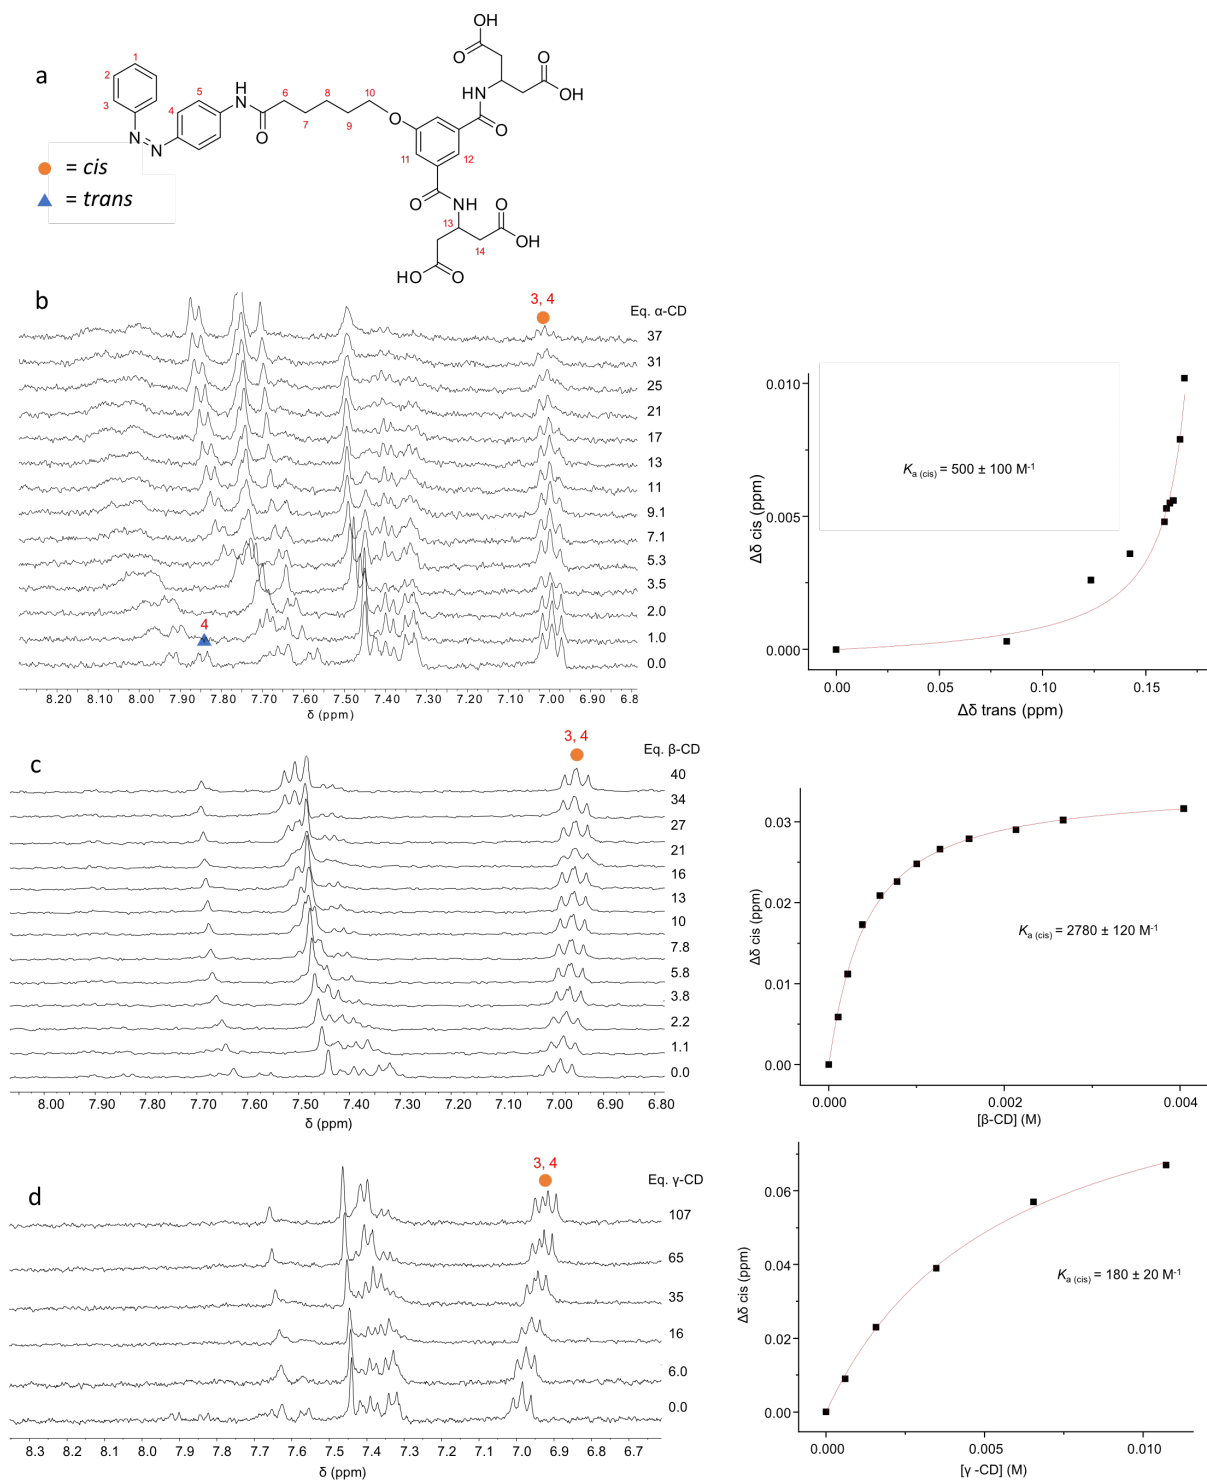 a
1
2
3
4
5
6
7
8
9
10
11
12
13
14
N
N
NH
O
O
OH
O
O
OH
NH
O
O
NH
O
OH
HO
O
= cis
= trans
b
3, 4
Eq. α-CD
37
31
25
21
17
13
11
9.1
7.1
5.3
3.5
2.0
1.0
0.0
4
8.20 8.10 8.00 7.90 7.80 7.70 7.60 7.50 7.40 7.30 7.20 7.10 7.00 6.90 6.8
δ (ppm)
0.010
0.005
0.000
Δδ cis (ppm)
Ka (cis) = 500 ± 100 M-1
0.00 0.05 0.10 0.15
Δδ trans (ppm)
c
3, 4
Eq. β-CD
40
34
27
21
16
13
10
7.8
5.8
3.8
2.2
1.1
0.0
8.00 7.90 7.80 7.70 7.60 7.50 7.40 7.30 7.20 7.10 7.00 6.90 6.80
δ (ppm)
0.03
0.02
0.01
0.00
Δδ cis (ppm)
Ka (cis) = 2780 ± 120 M-1
0.000 0.002 0.004
[β-CD] (M)
d
3, 4
Eq. γ-CD
107
65
35
16
6.0
0.0
8.3 8.2 8.1 8.0 7.9 7.8 7.7 7.6 7.5 7.4 7.3 7.2 7.1 7.0 6.9 6.8 6.7
δ (ppm)
0.06
0.04
0.02
0.00
Δδ cis (ppm)
Ka (cis) = 180 ± 20 M-1
0.000 0.005 0.010
[γ -CD] (M)